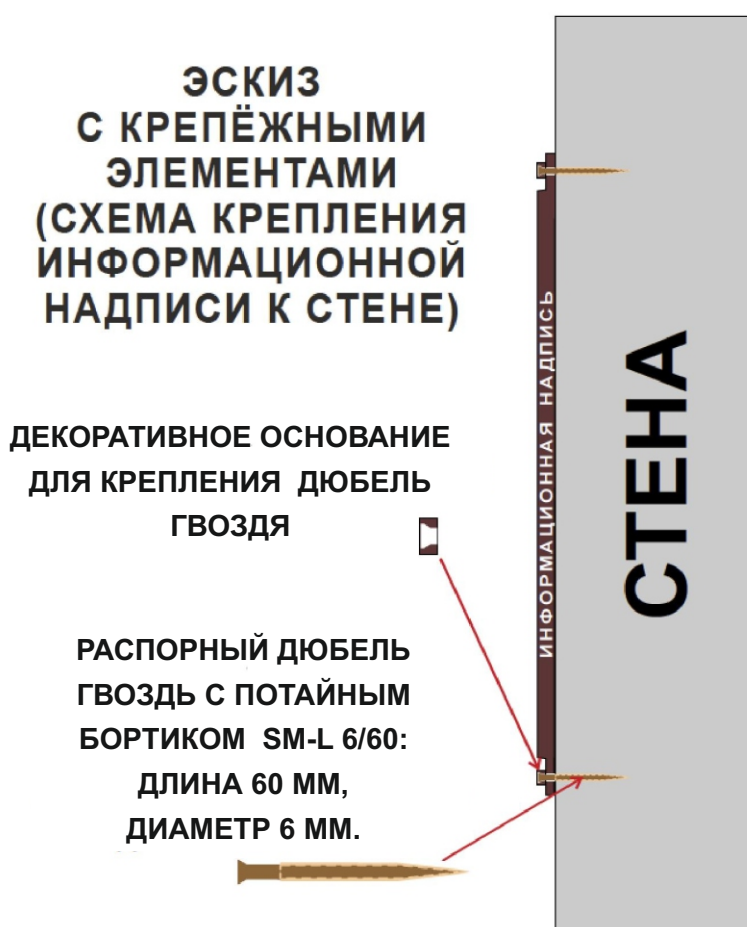 ЭСКИЗ
С КРЕПЁЖНЫМИ
ЭЛЕМЕНТАМИ
(СХЕМА КРЕПЛЕНИЯ
ИНФОРМАЦИОННОЙ
НАДПИСИ К СТЕНЕ)
ДЕКОРАТИВНОЕ ОСНОВАНИЕ
ДЛЯ КРЕПЛЕНИЯ ДЮБЕЛЬ
ГВОЗДЯ
РАСПОРНЫЙ ДЮБЕЛЬ
ГВОЗДЬ С ПОТАЙНЫМ
БОРТИКОМ SM-L 6/60:
ДЛИНА 60 ММ,
ДИАМЕТР 6 ММ.
ИНФОРМАЦИОННАЯ НАДПИСЬ
СТЕНА